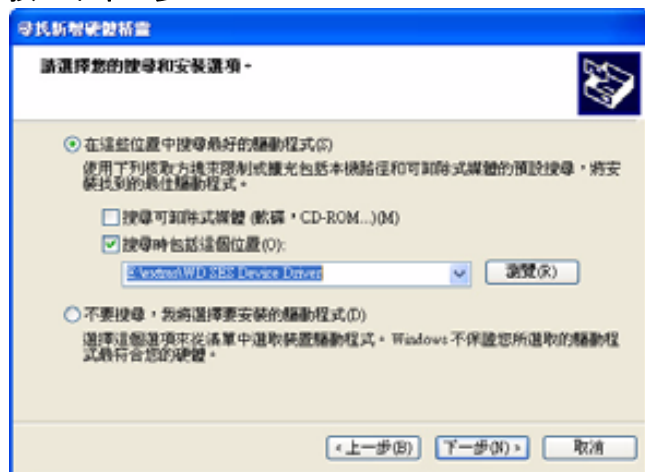 尋找新增硬體精靈
請選擇您的搜尋和安裝選項。
在這些位置中搜尋最好的驅動程式(S)
使用下列核取方塊來限制或擴充包括本機路徑和可卸除式媒體的預設搜尋。將安
裝找到的最佳驅動程式。
搜尋可卸除式媒體 (軟碟，CD-ROM...)(M)
搜尋時包括這個位置(O):
E:\extras\WD SES Device Driver
瀏覽(R)
不要搜尋，我將選擇要安裝的驅動程式(D)
選擇這個選項來從清單中選取裝置驅動程式。Windows 不保證您所選取的驅動程
式最符合您的硬體。
<上一步(B)
下一步(N)>
取消